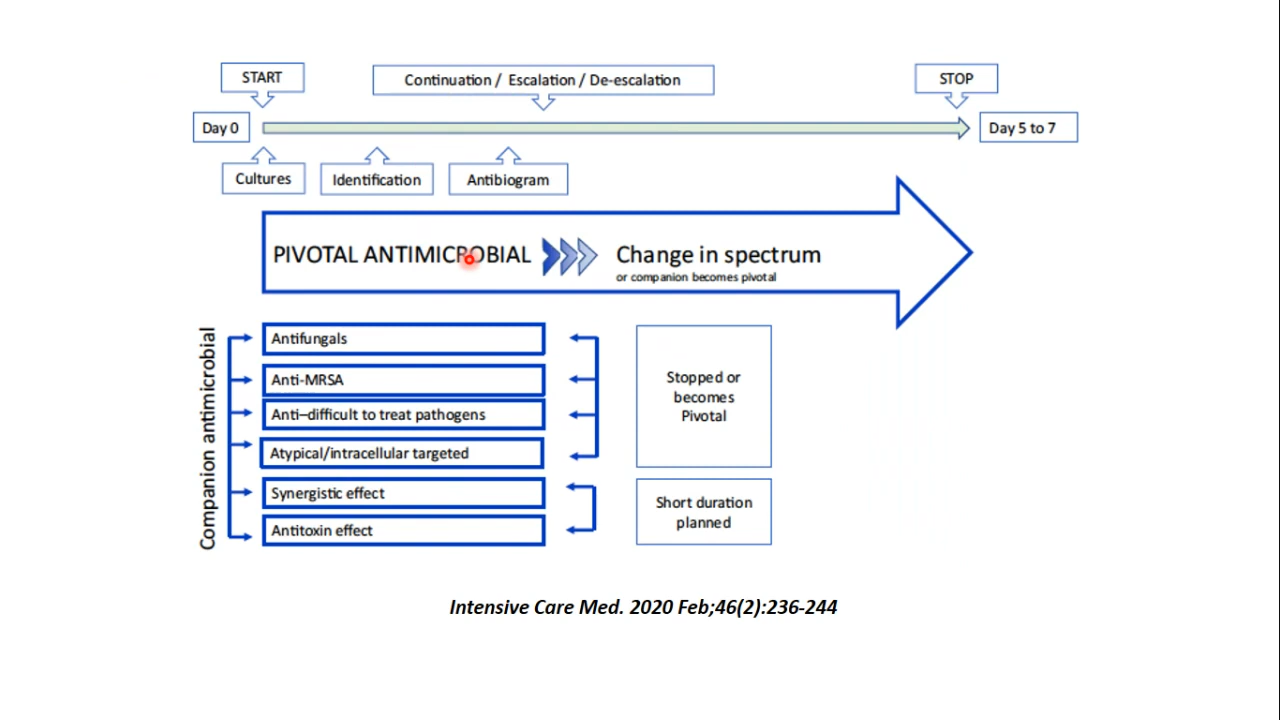 START
Continuation / Escalation / De-escalation
STOP
Day 0
Day 5 to 7
Cultures
Identification
Antibiogram
PIVOTAL ANTIMICROBIAL
Change in spectrum
or companion becomes pivotal
Companion antimicrobial
Antifungals
Anti-MRSA
Anti–difficult to treat pathogens
Atypical/intracellular targeted
Synergistic effect
Antitoxin effect
Stopped or
becomes
Pivotal
Short duration
planned
Intensive Care Med. 2020 Feb;46(2):236-244